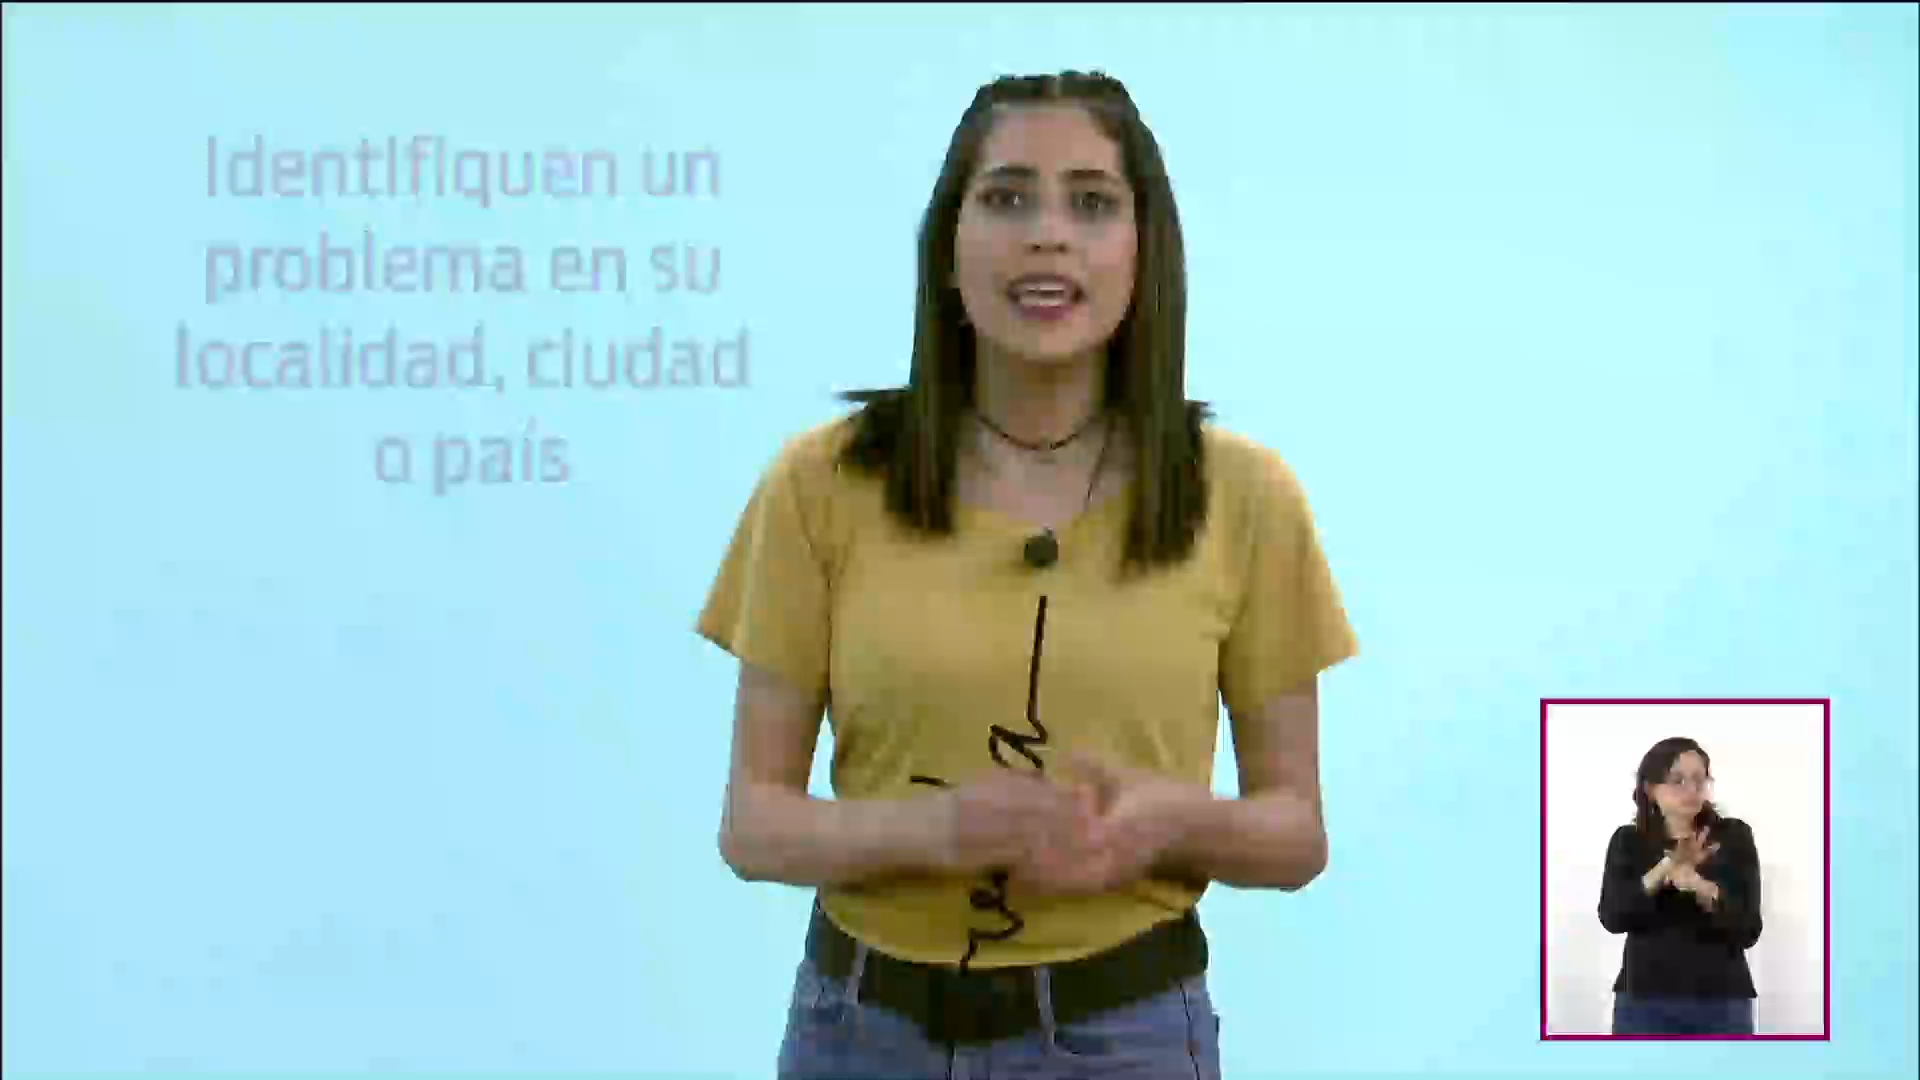 Identifiquen un
problema en su
localidad, ciudad
o país